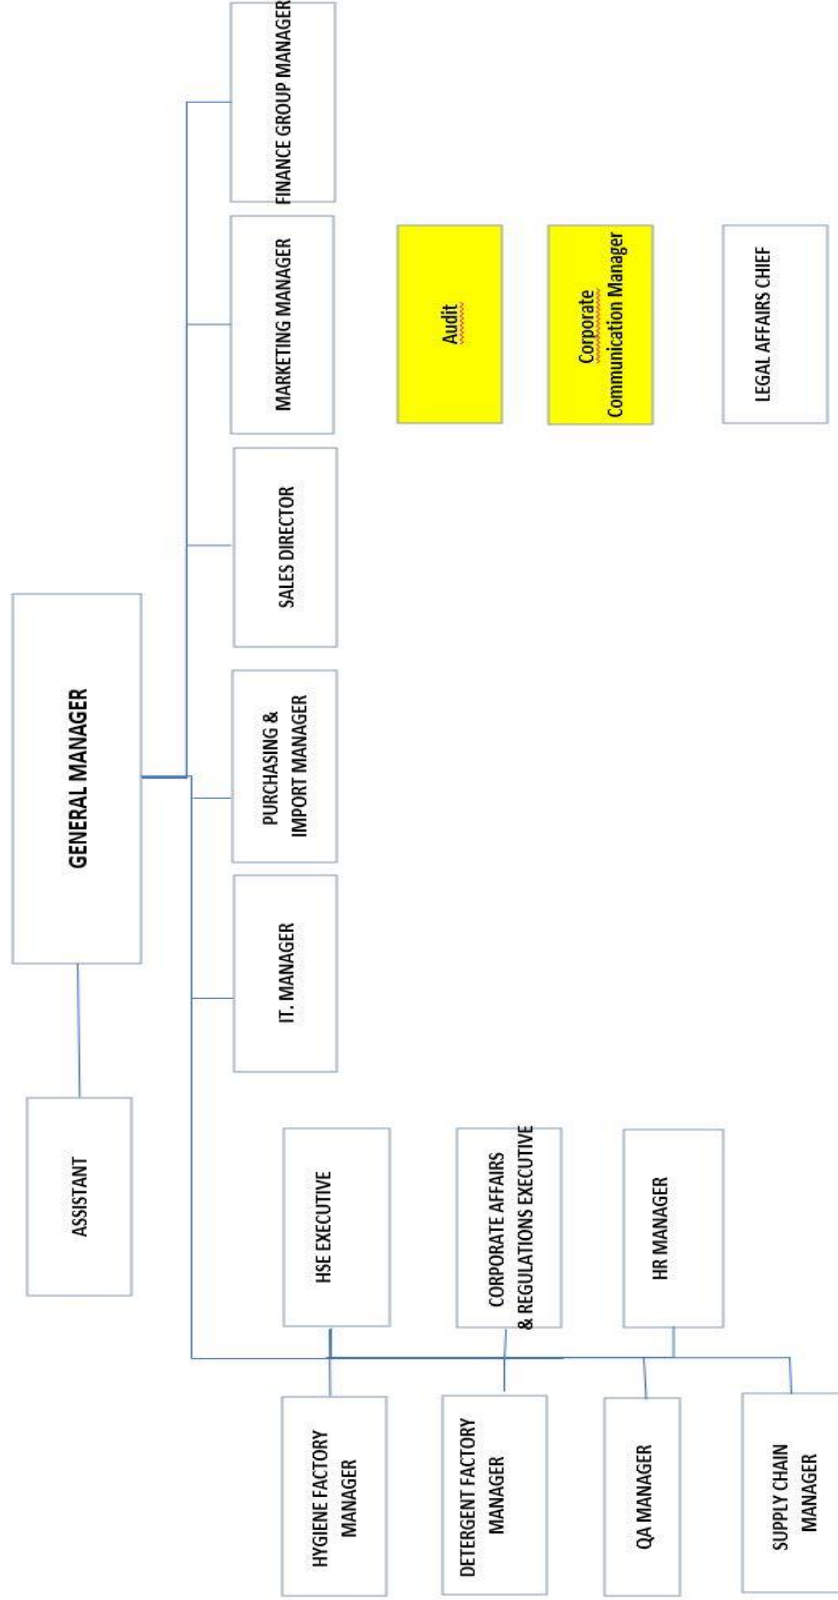 GENERAL MANAGER
ASSISTANT
HYGIENE FACTORY
MANAGER
HSE EXECUTIVE
IT. MANAGER
PURCHASING &
IMPORT MANAGER
SALES DIRECTOR
MARKETING MANAGER
FINANCE GROUP MANAGER
DETERGENT FACTORY
MANAGER
CORPORATE AFFAIRS
& REGULATIONS EXECUTIVE
Audit
QA MANAGER
HR MANAGER
Corporate
Communication Manager
SUPPLY CHAIN
MANAGER
LEGAL AFFAIRS CHIEF